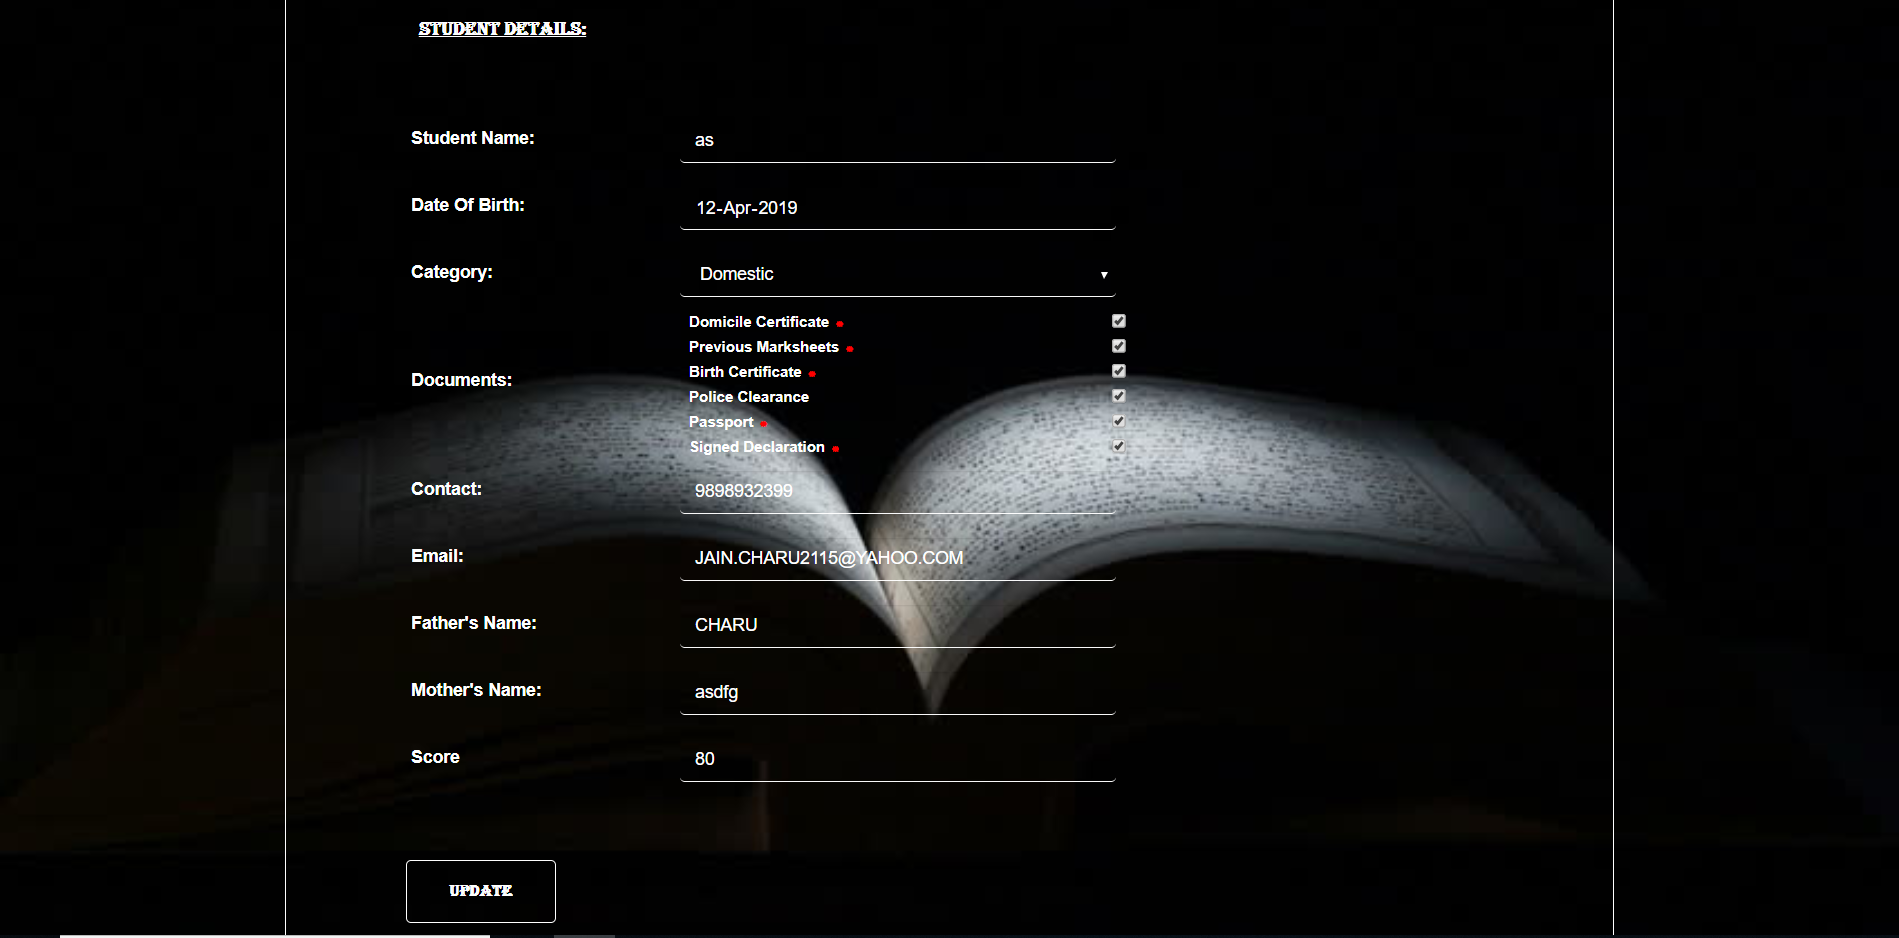 STUDENT DETAILS:
Student Name: as
Date Of Birth: 12-Apr-2019
Category: Domestic
Documents:
Domicile Certificate *
Previous Marksheets *
Birth Certificate *
Police Clearance
Passport *
Signed Declaration *
Contact: 9898932399
Email: JAIN.CHARU2115@YAHOO.COM
Father's Name: CHARU
Mother's Name: asdfg
Score 80
UPDATE